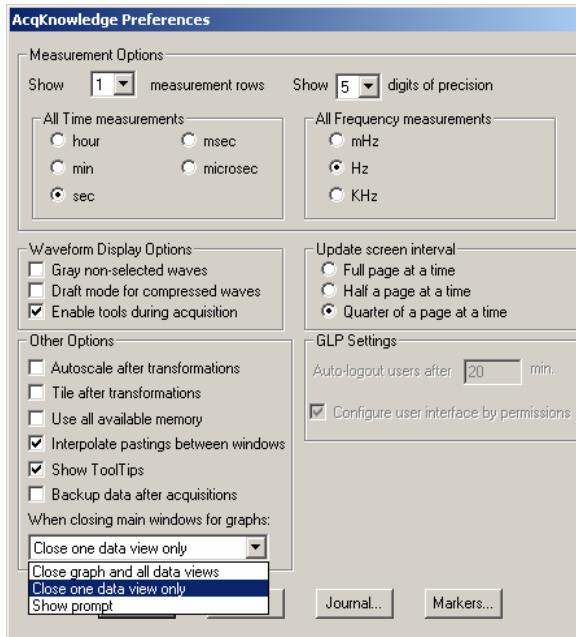 AcqKnowledge Preferences
Measurement Options
Show 1 measurement rows Show 5 digits of precision
All Time measurements
hour msec
min microsec
sec
All Frequency measurements
mHz
Hz
KHz
Waveform Display Options
Gray non-selected waves
Draft mode for compressed waves
Enable tools during acquisition
Update screen interval
Full page at a time
Half a page at a time
Quarter of a page at a time
Other Options
Autoscale after transformations
Tile after transformations
Use all available memory
Interpolate pastings between windows
Show ToolTips
Backup data after acquisitions
When closing main windows for graphs:
Close one data view only
Close graph and all data views
Close one data view only
Show prompt
GLP Settings
Auto-logout users after 20 min.
Configure user interface by permissions
Journal... Markers...